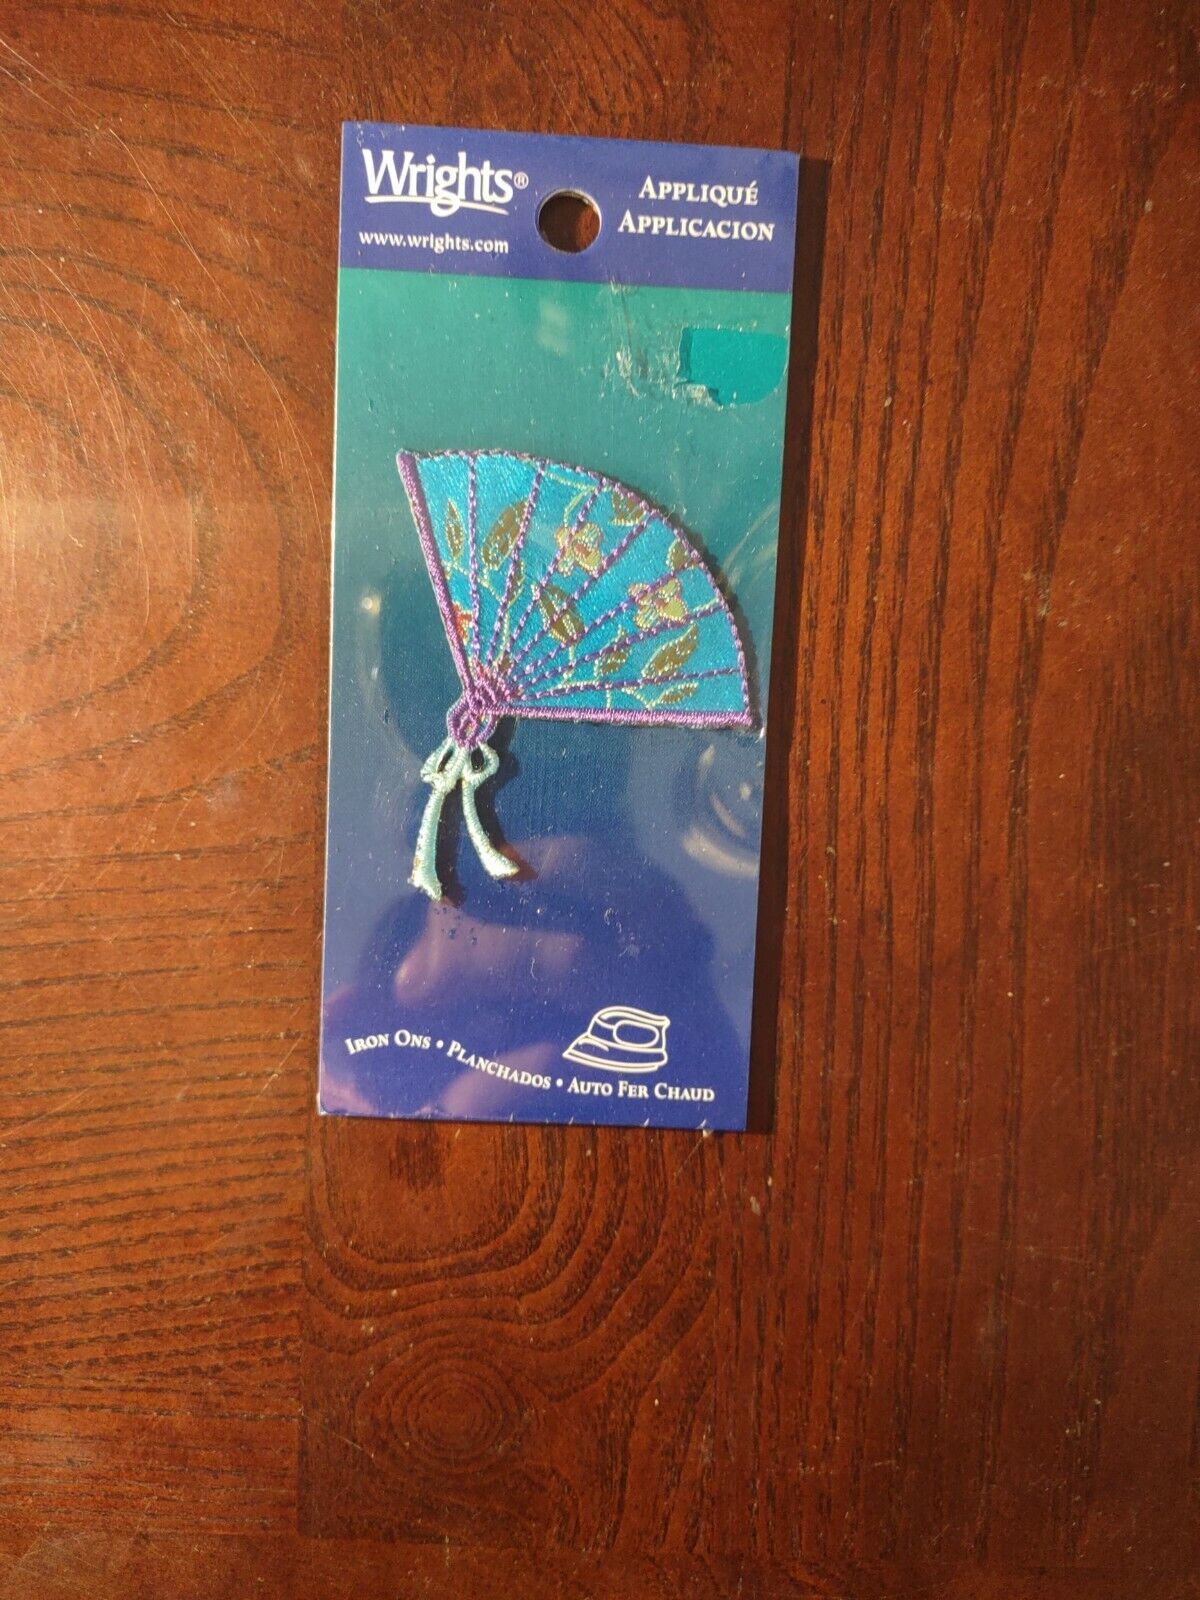 Wrights®
www.wrights.com
APPLIQUÉ
APPLICACION
IRON ONS • PLANCHADOS • AUTO FER CHAUD